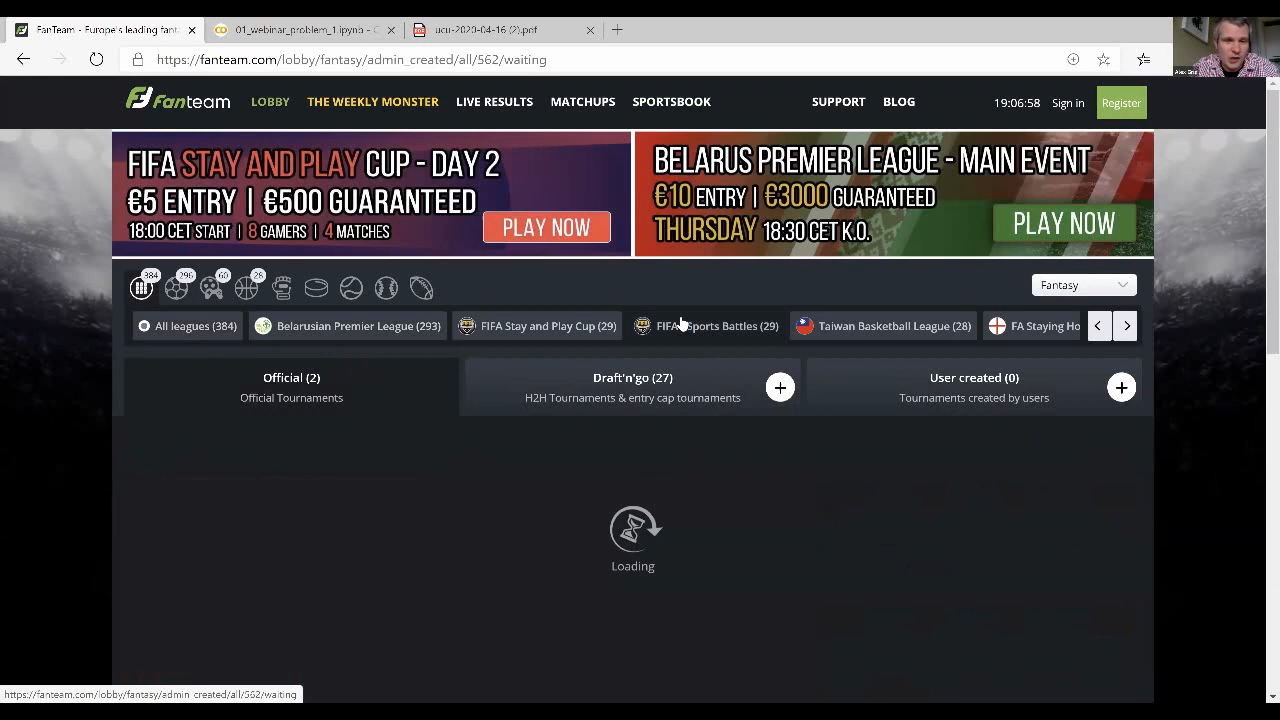 FanTeam - Europe's leading fant
01_webinar_problem_1.ipynb - C
ucu-2020-04-16 (2).pdf
https://fanteam.com/lobby/fantasy/admin_created/all/562/waiting
Fanteam
LOBBY
THE WEEKLY MONSTER
LIVE RESULTS
MATCHUPS
SPORTSBOOK
SUPPORT
BLOG
19:06:58
Sign in
Register
FIFA STAY AND PLAY CUP - DAY 2
€5 ENTRY | €500 GUARANTEED
18:00 CET START | 8 GAMERS | 4 MATCHES
PLAY NOW
BELARUS PREMIER LEAGUE - MAIN EVENT
€10 ENTRY | €3000 GUARANTEED
THURSDAY 18:30 CET K.O.
PLAY NOW
384
296
60
28
Fantasy
All leagues (384)
Belarusian Premier League (293)
FIFA Stay and Play Cup (29)
FIFA Sports Battles (29)
Taiwan Basketball League (28)
FA Staying Ho
Official (2)
Official Tournaments
Draft'n'go (27)
H2H Tournaments & entry cap tournaments
User created (0)
Tournaments created by users
Loading
https://fanteam.com/lobby/fantasy/admin_created/all/562/waiting